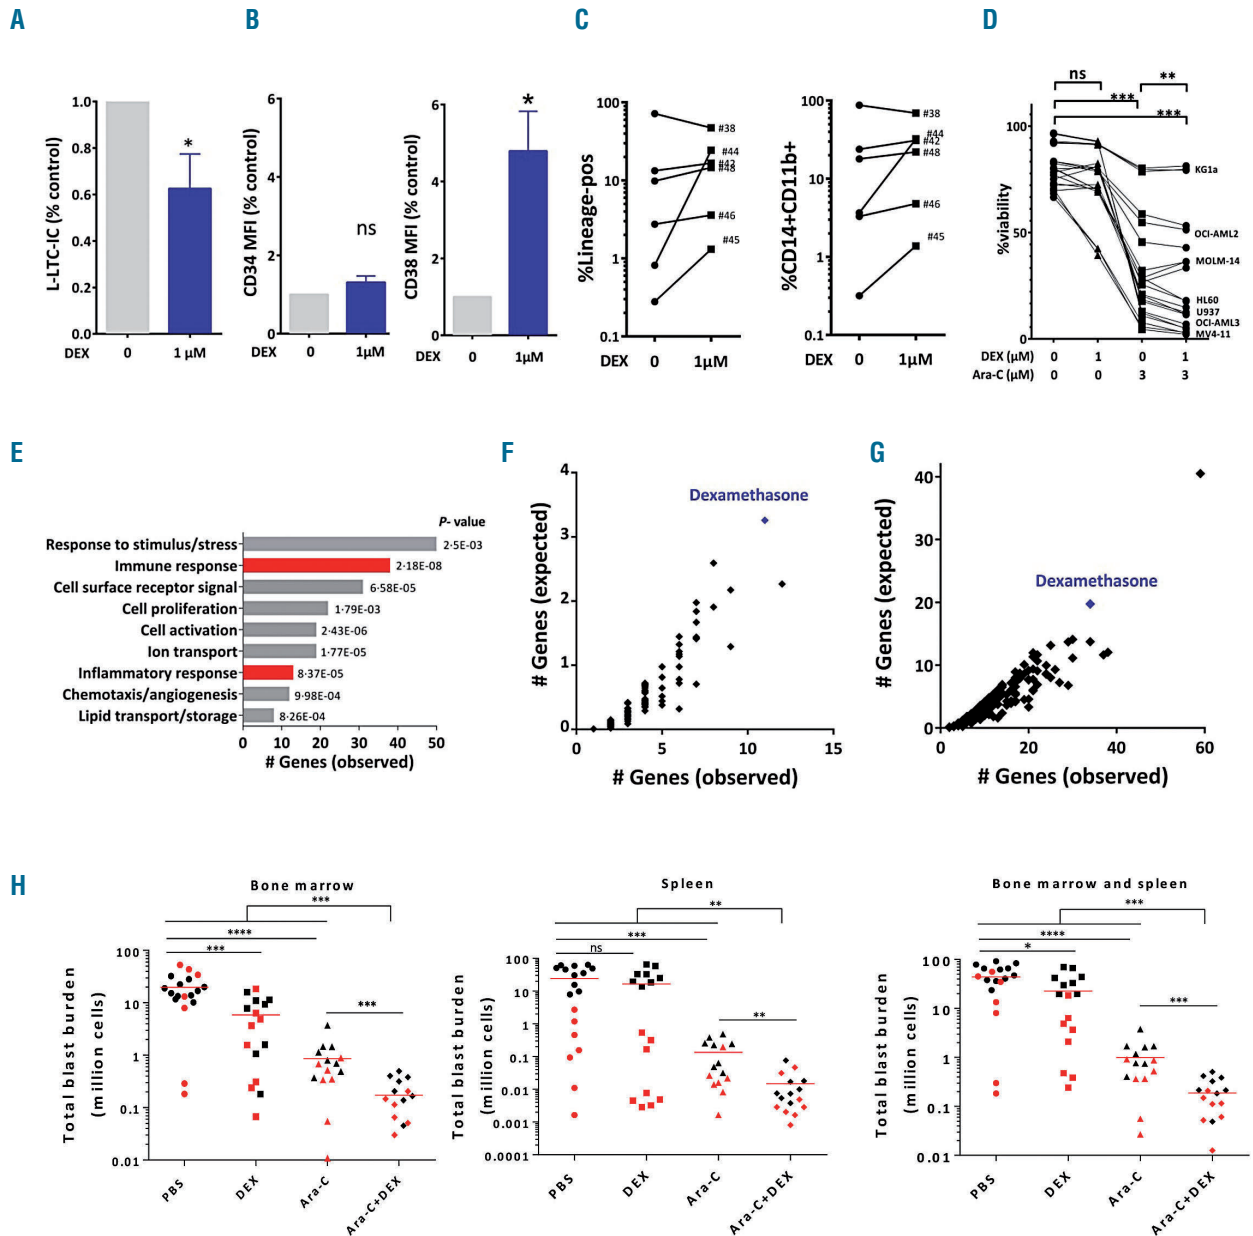 A
B
C
D
L-LTC-IC (% control)
1.0
0.8
0.6
0.4
0.2
0.0
*
DEX 0 1 µM
CD34 MFI (% control)
6
4
2
0
ns
DEX 0 1µM
CD38 MFI (% control)
6
4
2
0
*
DEX 0 1µM
%Lineage-pos
100
10
1
0.1
#38
#44
#42
#48
#46
#45
DEX 0 1µM
%CD14+CD11b+
100
10
1
0.1
#38
#44
#42
#48
#46
#45
DEX 0 1µM
ns
**
***
***
%viability
100
50
0
KG1a
OCI-AML2
MOLM-14
HL60
U937
OCI-AML3
MV4-11
DEX (µM) 0 1 0 1
Ara-C (µM) 0 0 3 3
E
F
G
P- value
Response to stimulus/stress 2·5E-03
Immune response 2·18E-08
Cell surface receptor signal 6·58E-05
Cell proliferation 1·79E-03
Cell activation 2·43E-06
Ion transport 1·77E-05
Inflammatory response 8·37E-05
Chemotaxis/angiogenesis 9·98E-04
Lipid transport/storage 8·26E-04
0 10 20 30 40 50
# Genes (observed)
# Genes (expected)
4
3
2
1
0
Dexamethasone
0 5 10 15
# Genes (observed)
# Genes (expected)
40
30
20
10
0
Dexamethasone
0 20 40 60
# Genes (observed)
H
Bone marrow
***
****
***
***
Total blast burden
(million cells)
100
10
1
0.1
0.01
PBS DEX Ara-C Ara-C+DEX
Spleen
**
***
ns
**
Total blast burden
(million cells)
100
10
1
0.1
0.01
0.001
0.0001
PBS DEX Ara-C Ara-C+DEX
Bone marrow and spleen
***
****
*
***
Total blast burden
(million cells)
100
10
1
0.1
0.01
PBS DEX Ara-C Ara-C+DEX